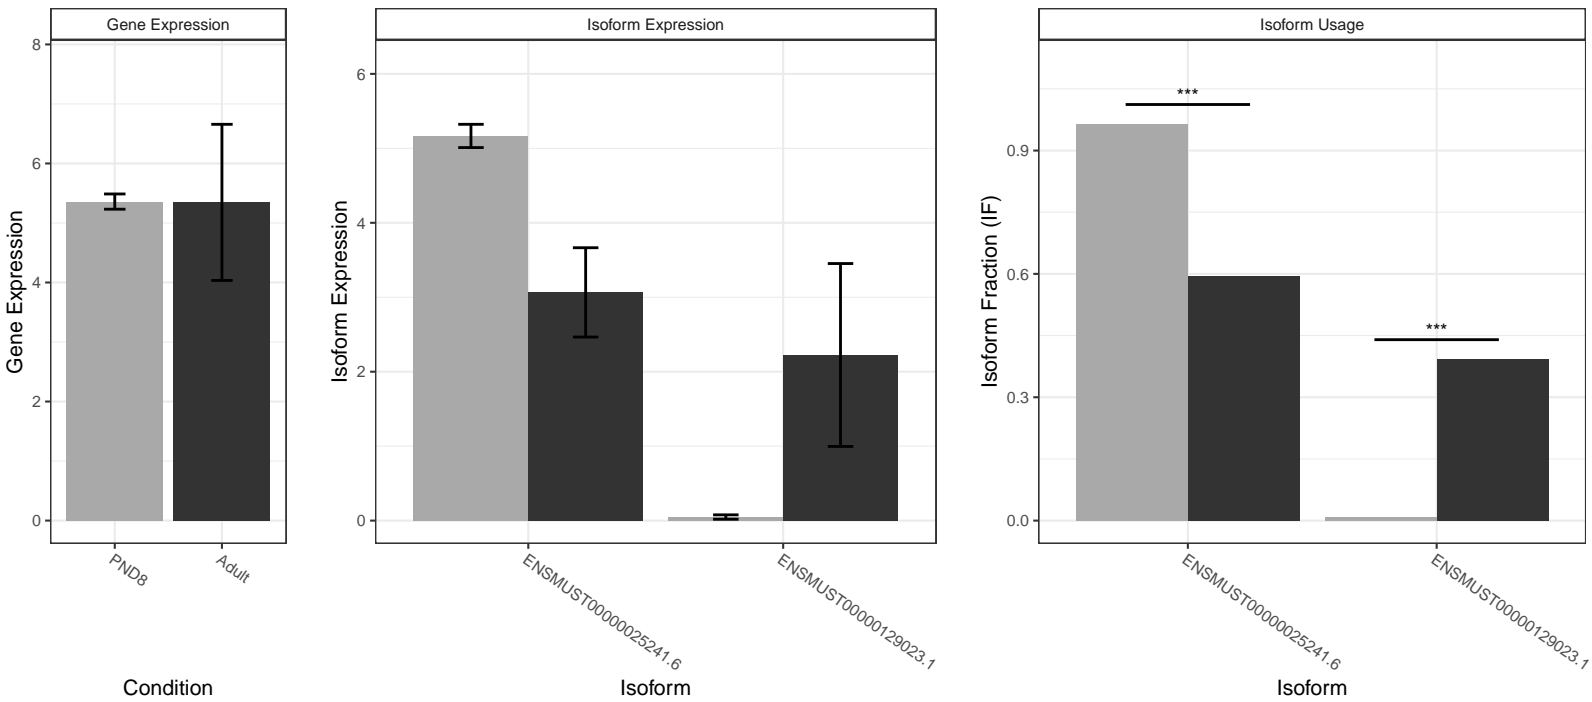 Gene Expression
Gene Expression
8
6
4
2
0
PND8
Adult
Condition
Isoform Expression
Isoform Expression
6
4
2
0
ENSMUST00000025241.6
ENSMUST00000129023.1
Isoform
Isoform Usage
Isoform Fraction (IF)
0.9
0.6
0.3
0.0
***
***
ENSMUST00000025241.6
ENSMUST00000129023.1
Isoform